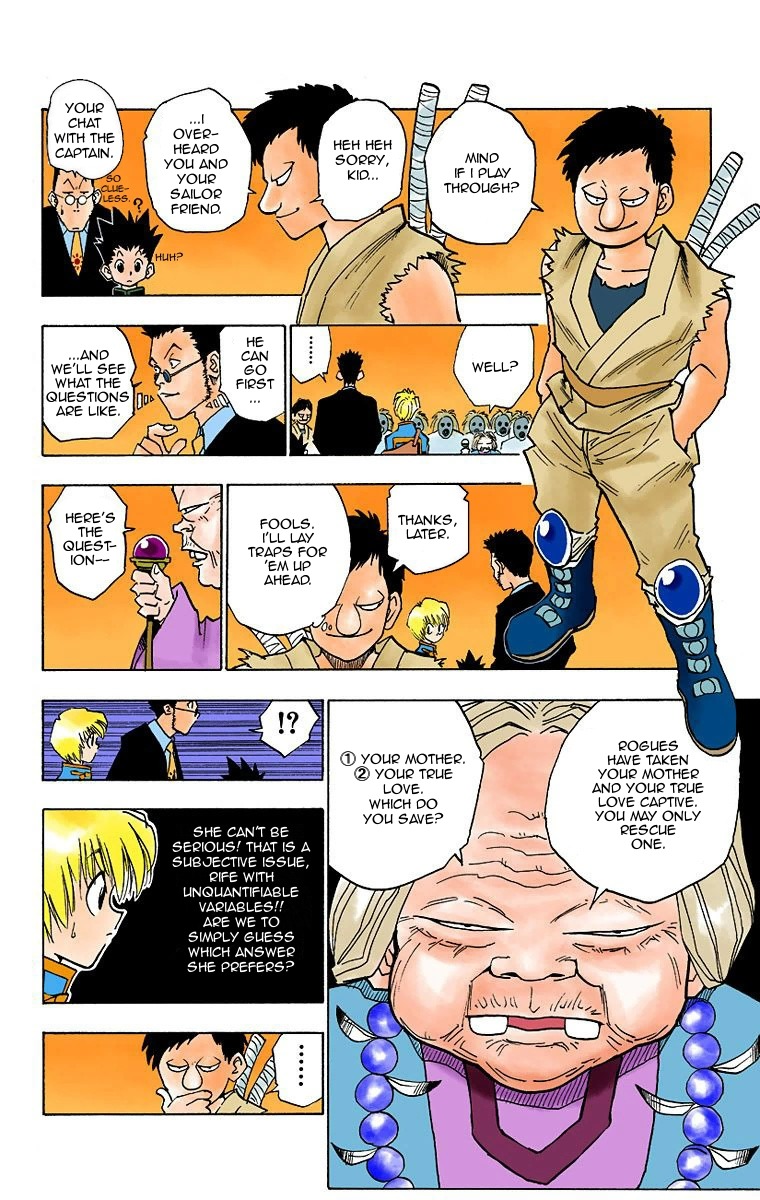 MIND
IF I PLAY
THROUGH?
HEH HEH
SORRY,
KID...
...I
OVER-
HEARD
YOU AND
YOUR
SAILOR
FRIEND.
YOUR
CHAT
WITH THE
CAPTAIN.
SO
CLUE-
LESS.
?
HUH?
WELL?
......
HE
CAN
GO
FIRST
...
...AND
WE'LL SEE
WHAT THE
QUESTIONS
ARE LIKE.
THANKS,
LATER.
FOOLS.
I'LL LAY
TRAPS FOR
'EM UP
AHEAD.
HERE'S
THE
QUEST-
ION--
ROGUES
HAVE TAKEN
YOUR MOTHER
AND YOUR TRUE
LOVE CAPTIVE.
YOU MAY ONLY
RESCUE
ONE.
① YOUR MOTHER.
② YOUR TRUE
LOVE.
WHICH DO
YOU SAVE?
!?
SHE CAN'T BE
SERIOUS! THAT IS A
SUBJECTIVE ISSUE,
RIFE WITH
UNQUANTIFIABLE
VARIABLES!!
ARE WE TO
SIMPLY GUESS
WHICH ANSWER
SHE PREFERS?
......